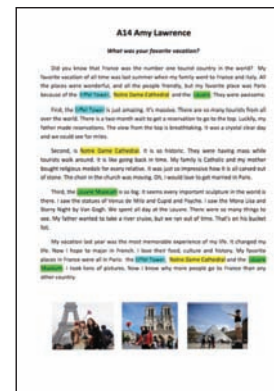 A14 Amy Lawrence
What was your favorite vacation?
Did you know that France was the number one tourist country in the world? My
favorite vacation of all time was last summer when my family went to France and Italy. All
the places were wonderful, and all the people friendly, but my favorite place was Paris
because of the Eiffel Tower, Notre Dame Cathedral and the Louvre. They were awesome.
First, the Eiffel Tower is just amazing. It's massive. There are so many tourists from all
over the world. There is a two-month wait to get a reservation to go to the top. Luckily, my
father made reservations. The view from the top is breathtaking. It was a crystal clear day
and we could see for miles.
Second, is Notre Dame Cathedral. It is so historic. They were having mass while
tourists walk around. It is like going back in time. My family is Catholic and my mother
bought religious medals for every relative. It was just so impressive how it is all carved out
of stone. The choir in the church was moving. Oh, I would love to get married in Paris.
Third, the Louvre Museum is so big. It seems every important sculpture in the world is
there. I saw the statues of Venus de Milo and Cupid and Psyche. I saw the Mona Lisa and
Starry Night by Van Gogh. We spent all day at the Louvre. There were so many things to
see. My father wanted to take a river cruise, but we ran out of time. That's on his bucket
list.
My vacation last year was the most memorable experience of my life. It changed my
life. Now I hope to major in French. I love their food, culture and history. My favorite
places in France were all in Paris: the Eiffel Tower, Notre Dame Cathedral and the Louvre
Museum. I took tons of pictures. Now I know why more people go to France than any
other country.